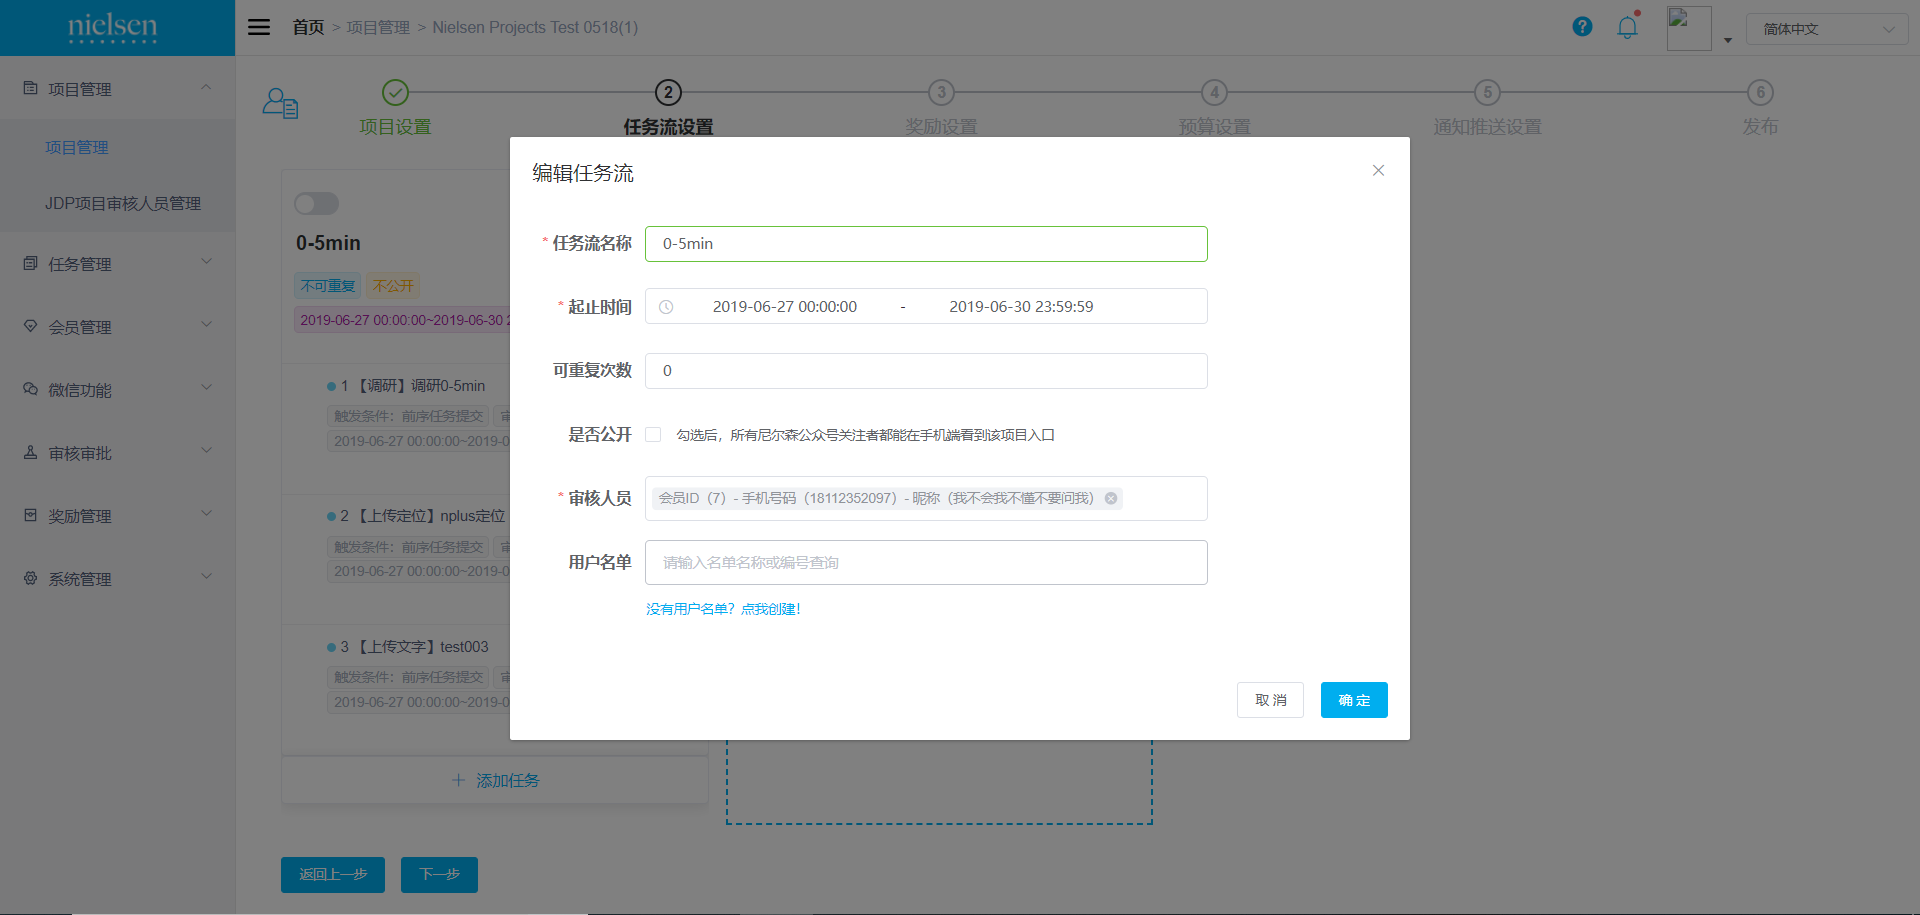 nielsen
首页 > 项目管理 > Nielsen Projects Test 0518(1)
?
简体中文
项目管理
项目管理
JDP项目审核人员管理
任务管理
会员管理
微信功能
审核审批
奖励管理
系统管理
项目设置
2
任务流设置
3
奖励设置
4
预算设置
5
通知推送设置
6
发布
0-5min
不可重复
不公开
2019-06-27 00:00:00~2019-06-30 2
1 【调研】调研0-5min
触发条件：前序任务提交
2019-06-27 00:00:00~2019-0
2 【上传定位】nplus定位
触发条件：前序任务提交
2019-06-27 00:00:00~2019-0
3 【上传文字】test003
触发条件：前序任务提交
2019-06-27 00:00:00~2019-0
添加任务
返回上一步
下一步
编辑任务流
* 任务流名称 0-5min
* 起止时间 2019-06-27 00:00:00 - 2019-06-30 23:59:59
可重复次数 0
是否公开 勾选后，所有尼尔森公众号关注者都能在手机端看到该项目入口
* 审核人员 会员ID（7）- 手机号码（18112352097）- 昵称（我不会我不懂不要问我）
用户名单 请输入名单名称或编号查询
没有用户名单？点我创建！
取 消
确 定